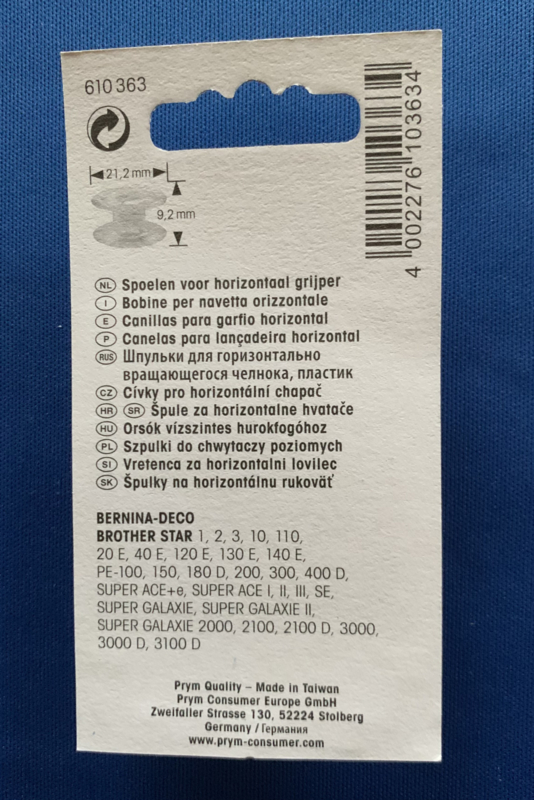 610 363
21,2 mm
9,2 mm
4 002276 103634
NL Spoelen voor horizontaal grijper
I Bobine per navetta orizzontale
E Canillas para garfio horizontal
P Canelas para lançadeira horizontal
RUS Шпульки для горизонтально
вращающегося челнока, пластик
CZ Cívky pro horizontální chapač
HR SR Špule za horizontalne hvatače
HU Orsók vízszintes hurokfogóhoz
PL Szpulki do chwytaczy poziomych
SI Vretenca za horizontalni lovilec
SK Špulky na horizontálnu rukoväť
BERNINA-DECO
BROTHER STAR 1, 2, 3, 10, 110,
20 E, 40 E, 120 E, 130 E, 140 E,
PE-100, 150, 180 D, 200, 300, 400 D,
SUPER ACE+e, SUPER ACE I, II, III, SE,
SUPER GALAXIE, SUPER GALAXIE II,
SUPER GALAXIE 2000, 2100, 2100 D, 3000,
3000 D, 3100 D
Prym Quality – Made in Taiwan
Prym Consumer Europe GmbH
Zweifaller Strasse 130, 52224 Stolberg
Germany / Германия
www.prym-consumer.com